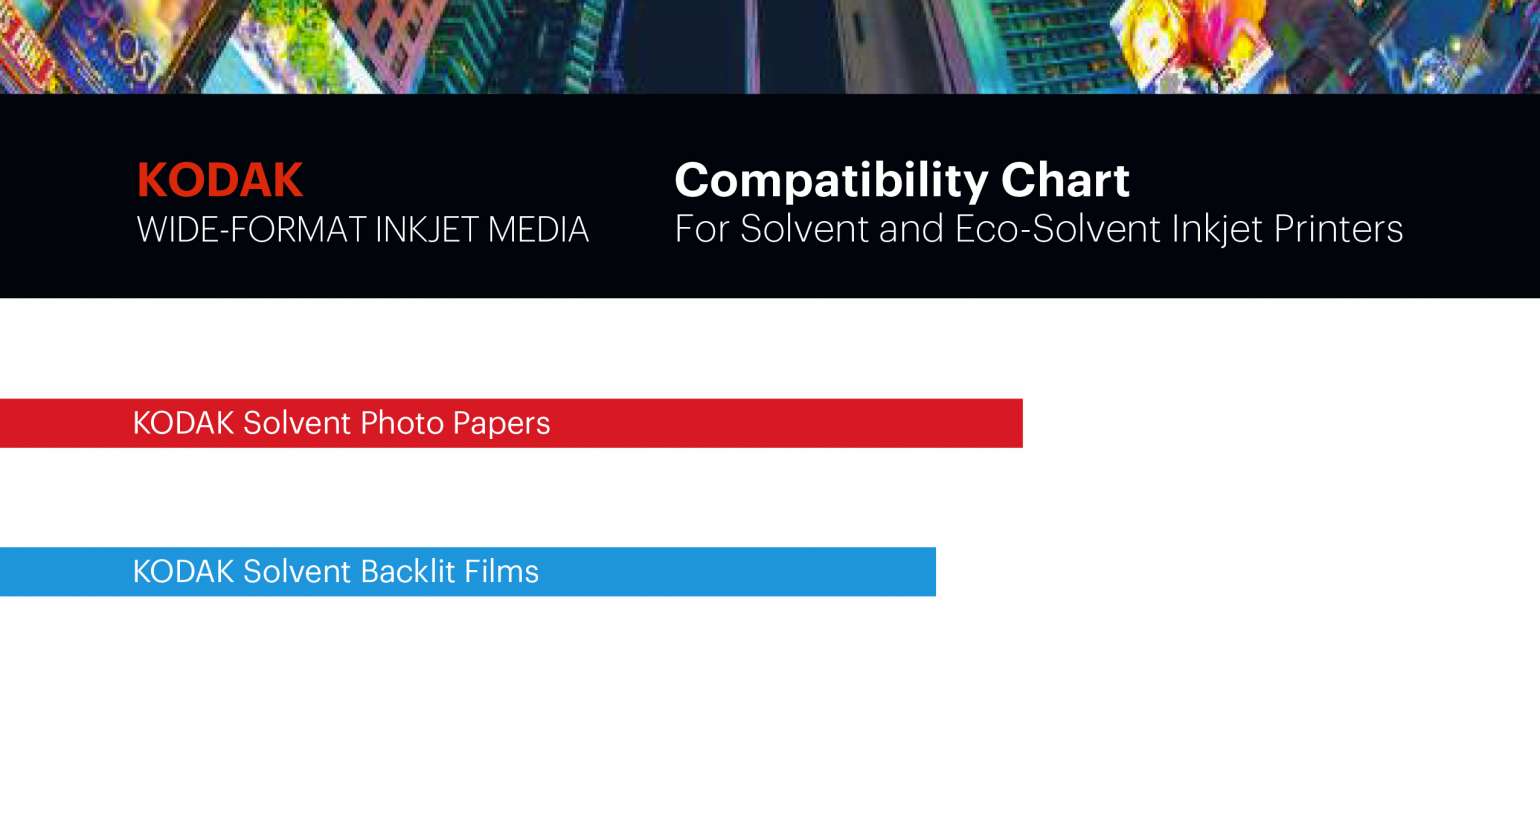 KODAK
WIDE-FORMAT INKJET MEDIA
Compatibility Chart
For Solvent and Eco-Solvent Inkjet Printers
KODAK Solvent Photo Papers
KODAK Solvent Backlit Films